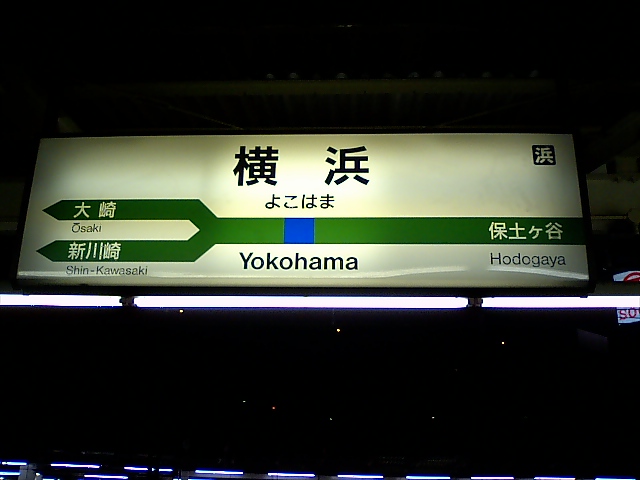 横浜
浜
よこはま
大崎
Ōsaki
新川崎
Shin-Kawasaki
Yokohama
保土ヶ谷
Hodogaya